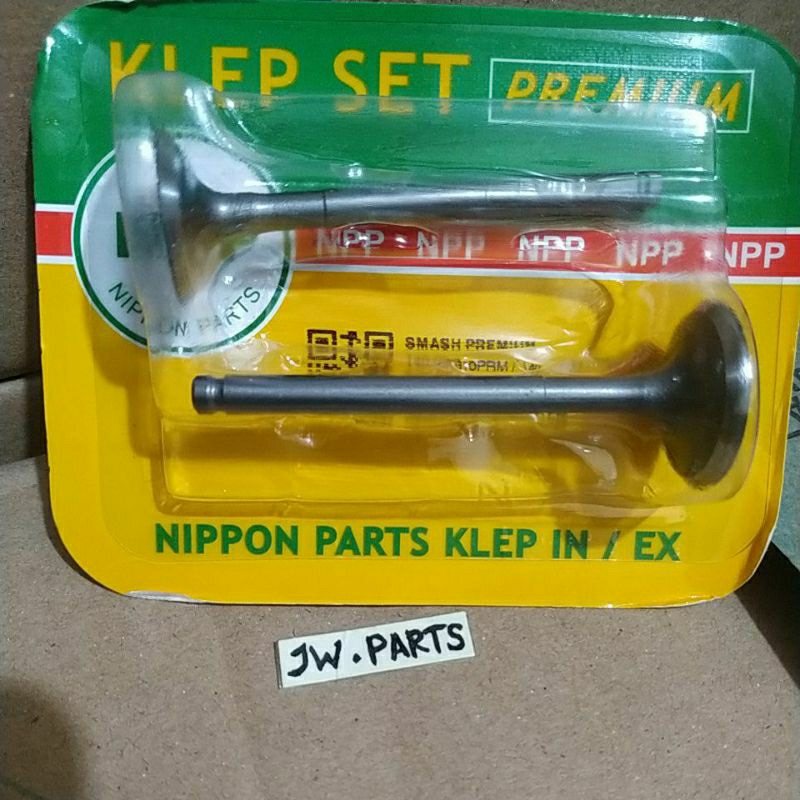 KLEP SET PREMIUM
NPP NPP NPP NPP NPP
NIPPON PARTS
SMASH PREMIUM
NIPPON PARTS KLEP IN / EX
JW.PARTS